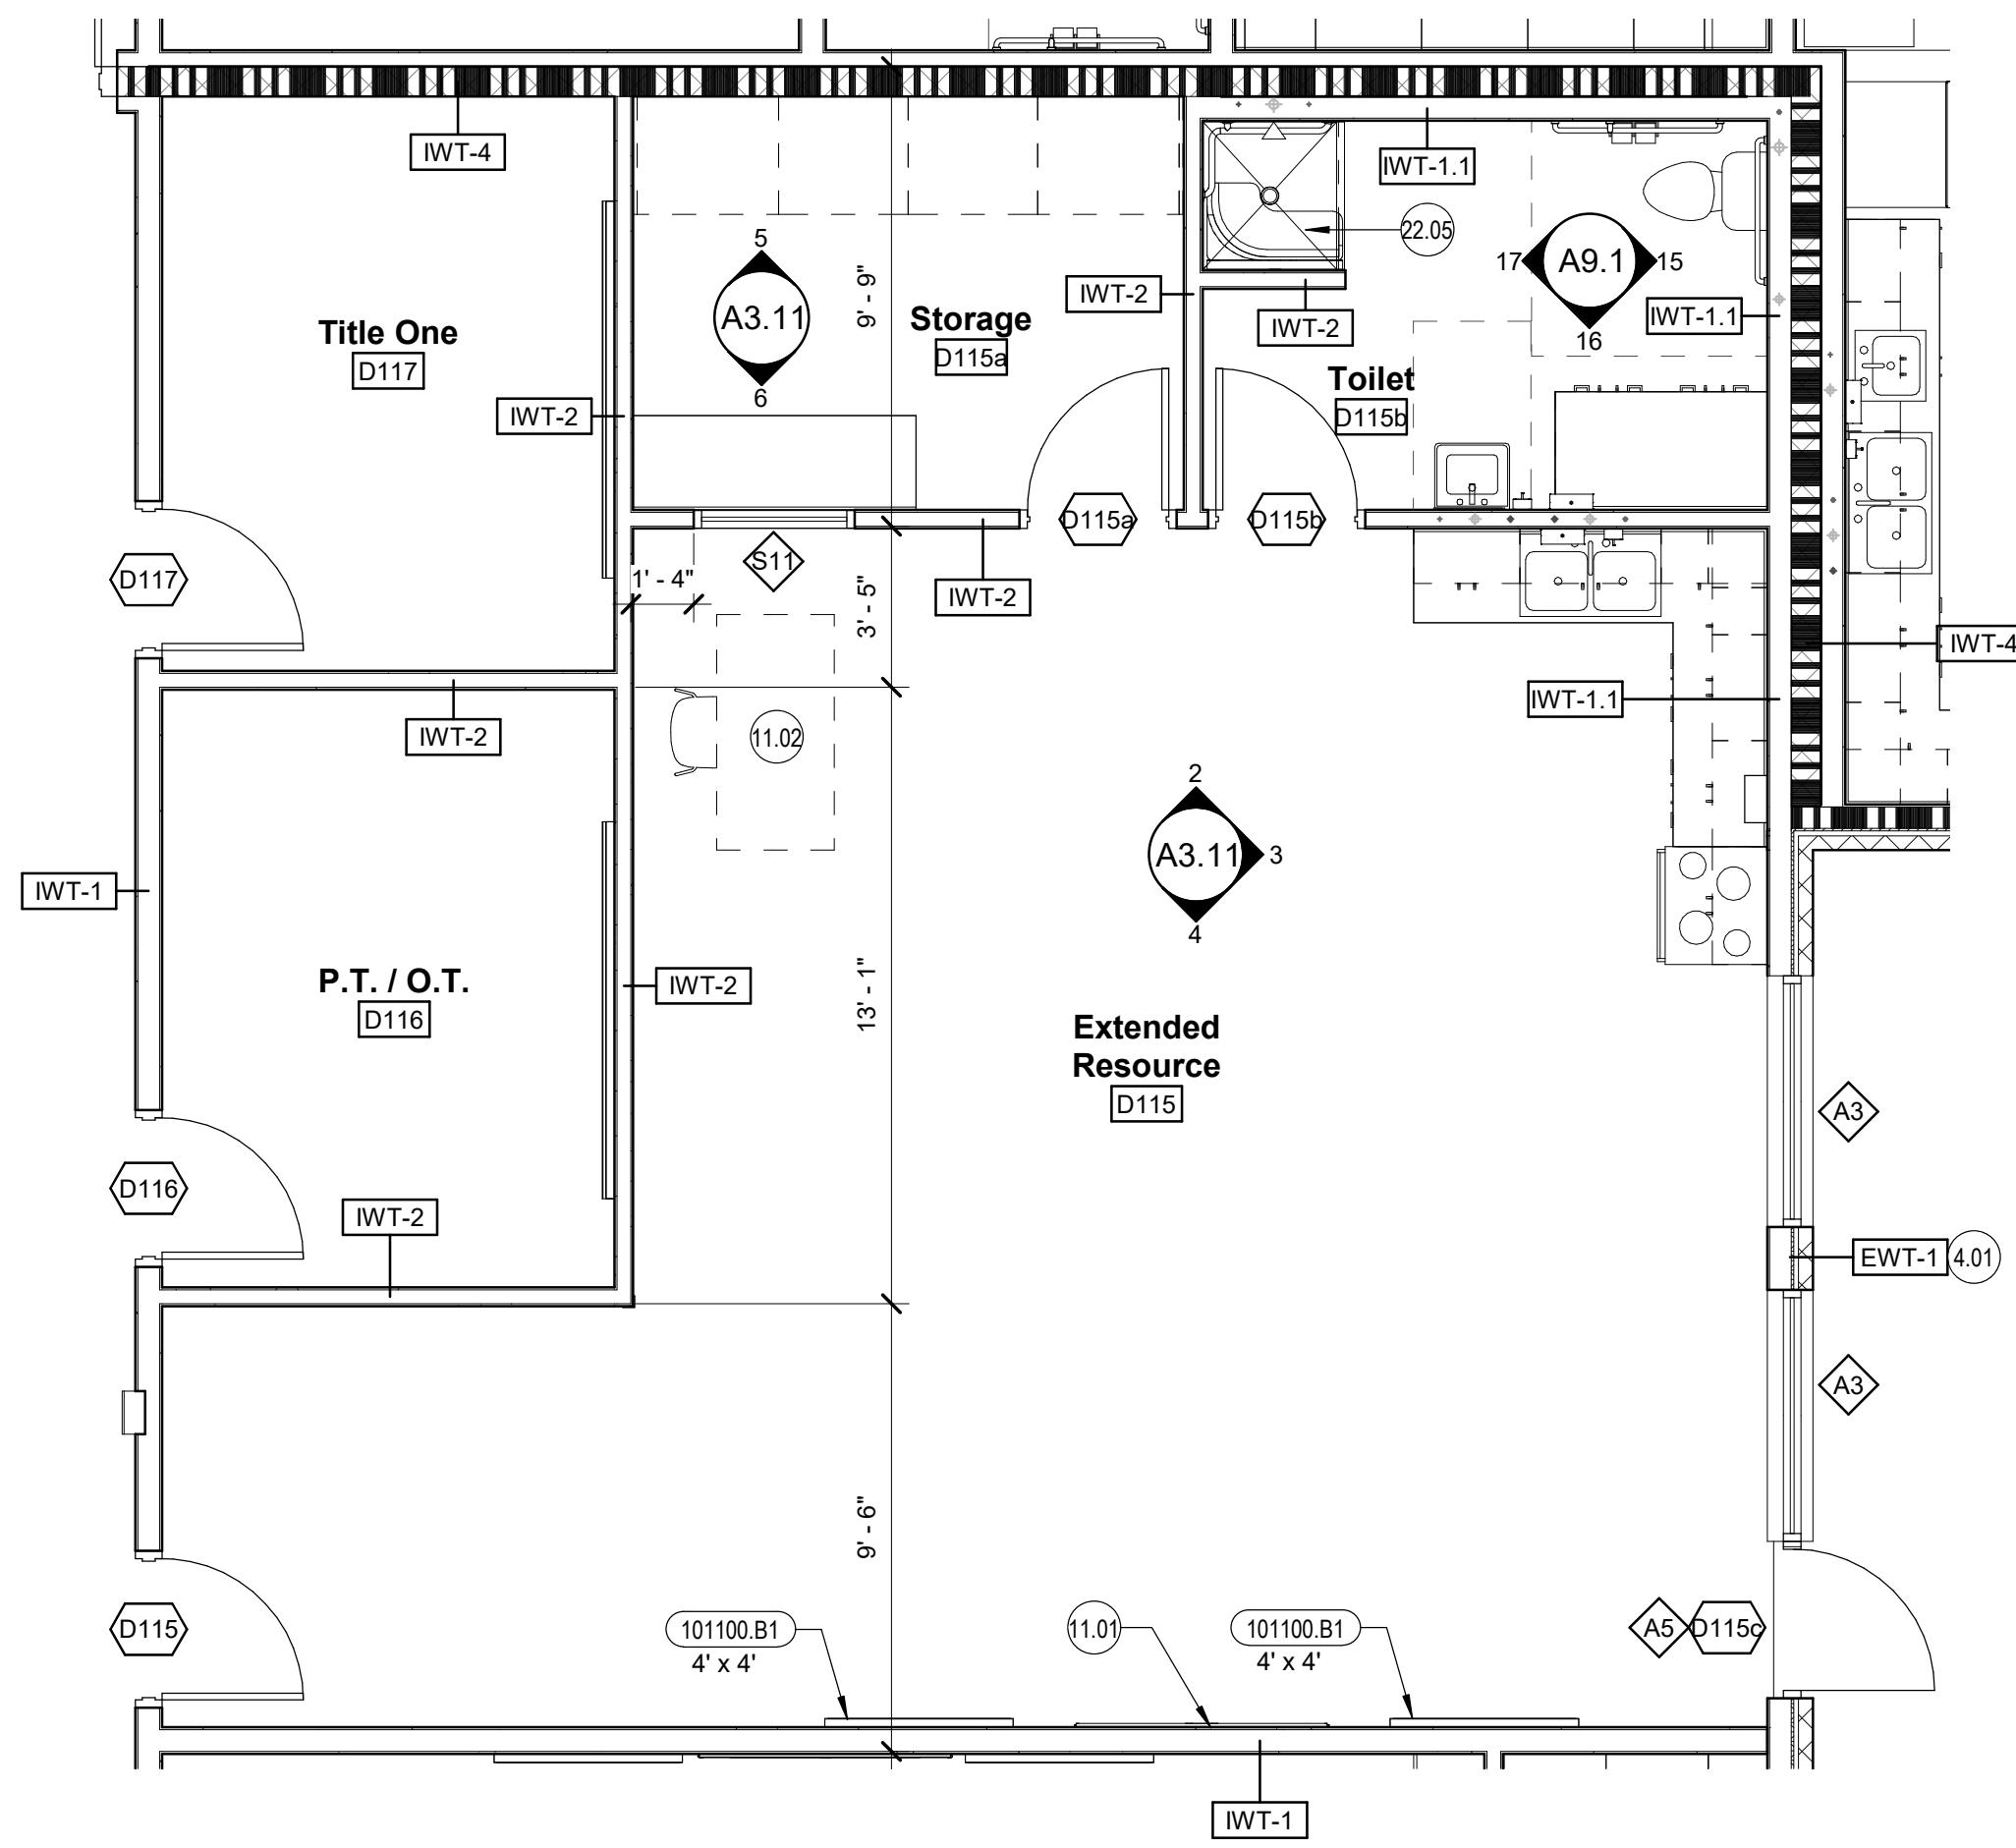 IWT-4
IWT-1.1
22.05
5
A3.11
6
9' - 9"
Storage
D115a
IWT-2
IWT-2
17
A9.1
15
16
IWT-1.1
Title One
D117
IWT-2
Toilet
D115b
D115a
D115b
S11
D117
1' - 4"
3' - 5"
IWT-2
IWT-4
IWT-2
11.02
IWT-1.1
2
A3.11
3
4
IWT-1
P.T. / O.T.
D116
IWT-2
13' - 1"
Extended
Resource
D115
A3
D116
IWT-2
EWT-1
4.01
A3
9' - 6"
D115
101100.B1
4' x 4'
11.01
101100.B1
4' x 4'
A5
D115c
IWT-1